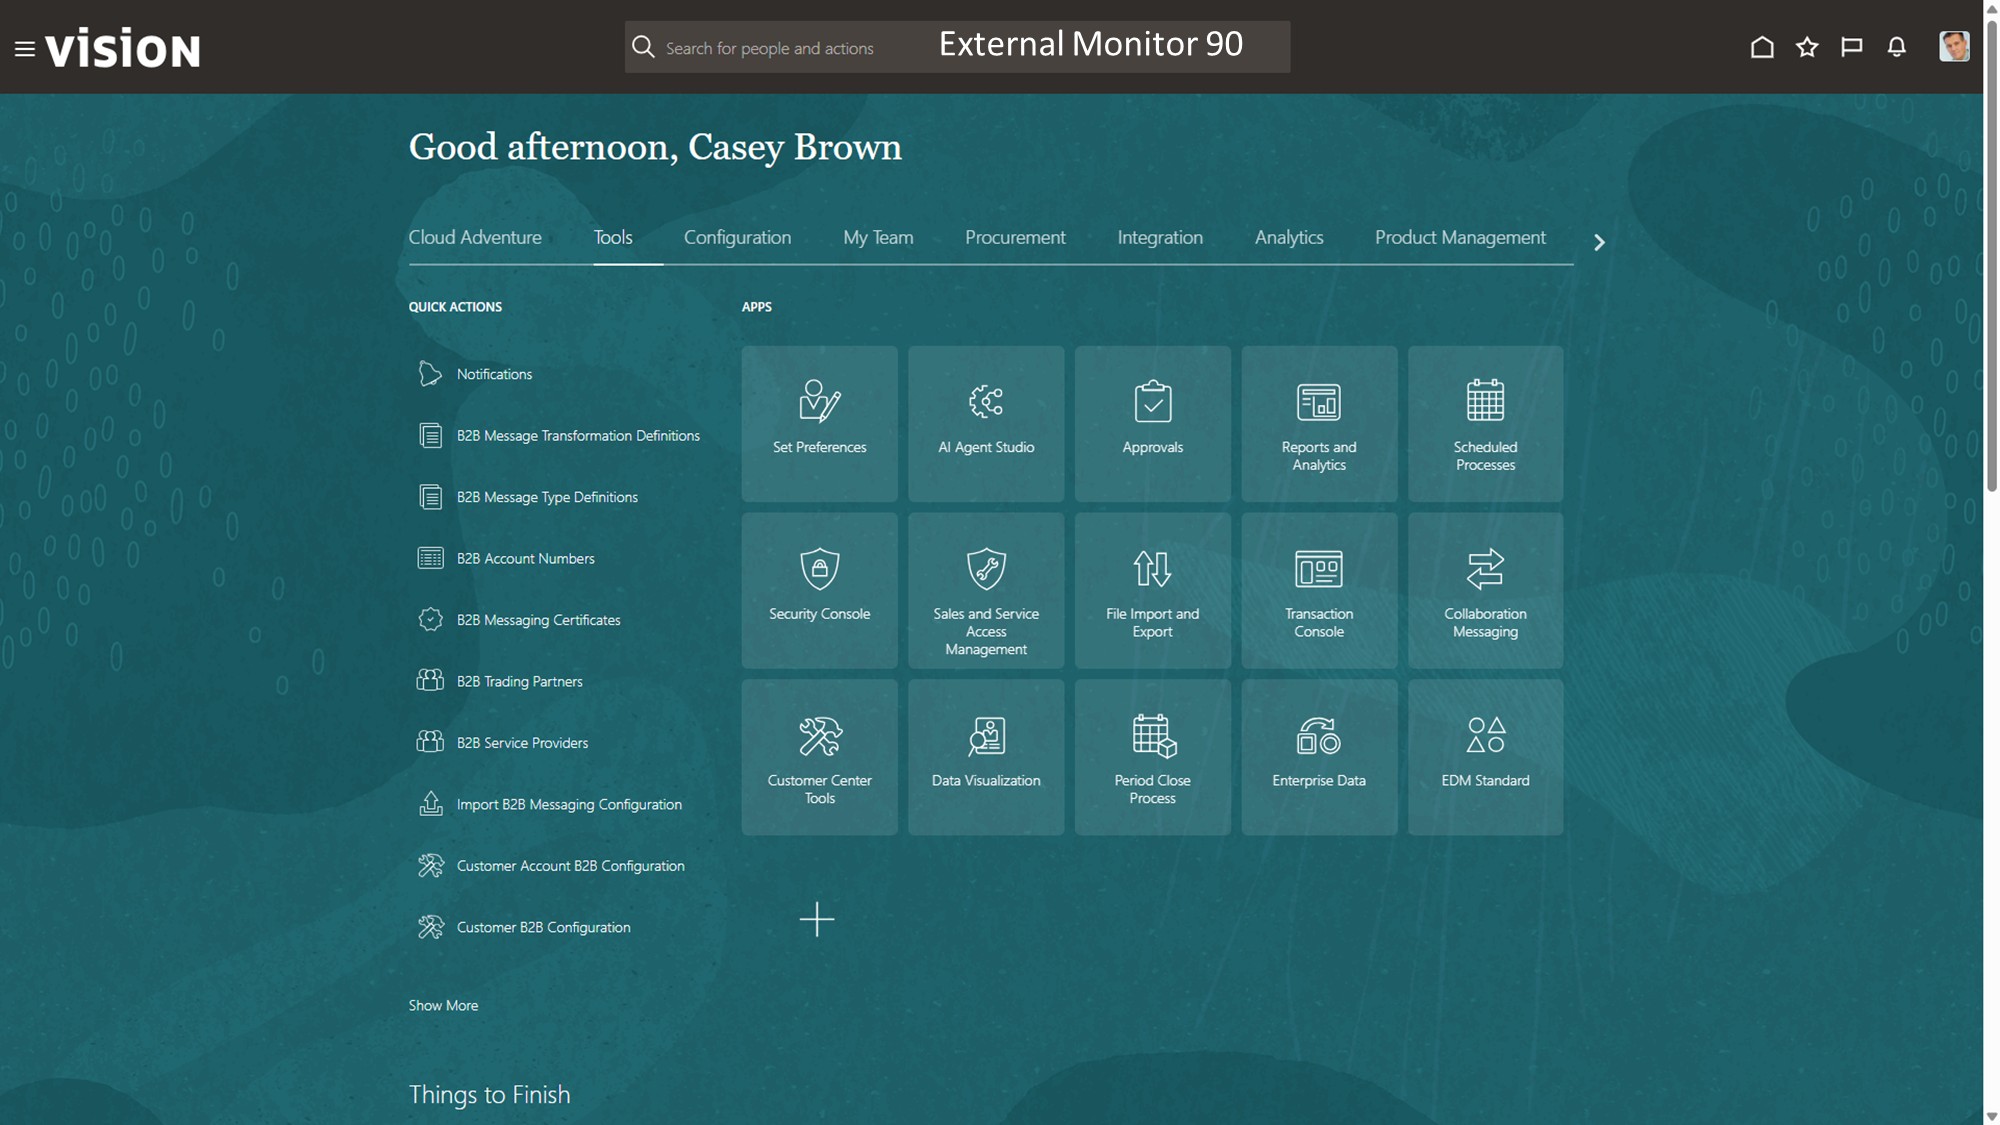 vision
Search for people and actions
External Monitor 90
Good afternoon, Casey Brown
Cloud Adventure
Tools
Configuration
My Team
Procurement
Integration
Analytics
Product Management
QUICK ACTIONS
Notifications
B2B Message Transformation Definitions
B2B Message Type Definitions
B2B Account Numbers
B2B Messaging Certificates
B2B Trading Partners
B2B Service Providers
Import B2B Messaging Configuration
Customer Account B2B Configuration
Customer B2B Configuration
Show More
APPS
Set Preferences
AI Agent Studio
Approvals
Reports and
Analytics
Scheduled
Processes
Security Console
Sales and Service
Access
Management
File Import and
Export
Transaction
Console
Collaboration
Messaging
Customer Center
Tools
Data Visualization
Period Close
Process
Enterprise Data
EDM Standard
Things to Finish